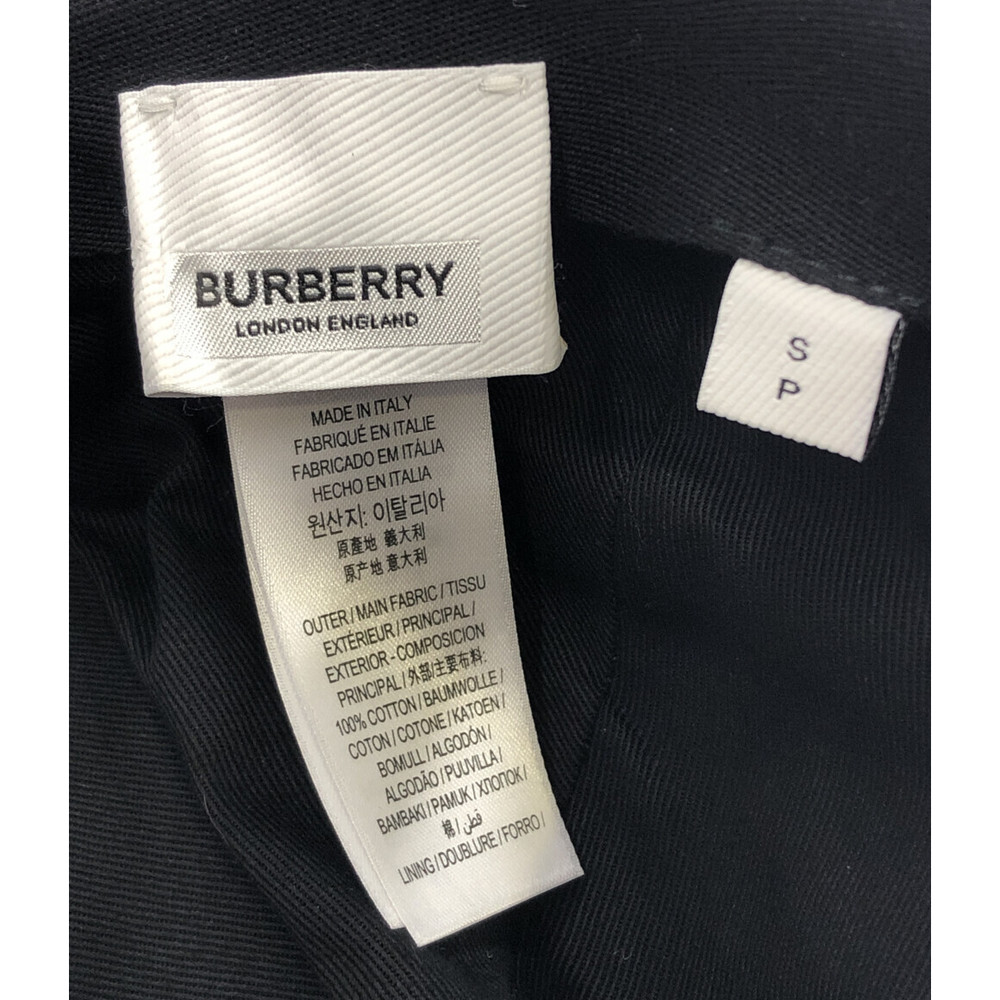 BURBERRY
LONDON ENGLAND
S
P
MADE IN ITALY
FABRIQUÉ EN ITALIE
FABRICADO EM ITÁLIA
HECHO EN ITALIA
원산지: 이탈리아
原產地 義大利
原产地 意大利
OUTER / MAIN FABRIC / TISSU
EXTÉRIEUR / PRINCIPAL /
EXTERIOR - COMPOSICION
PRINCIPAL / 外部/主要布料:
100% COTTON / BAUMWOLLE /
COTON / COTONE / KATOEN /
BOMULL / ALGODÓN /
ALGODÃO / PUUVILLA /
BAMBAKI / PAMUK / ХЛОПОК /
棉 / قطن
LINING / DOUBLURE / FORRO /